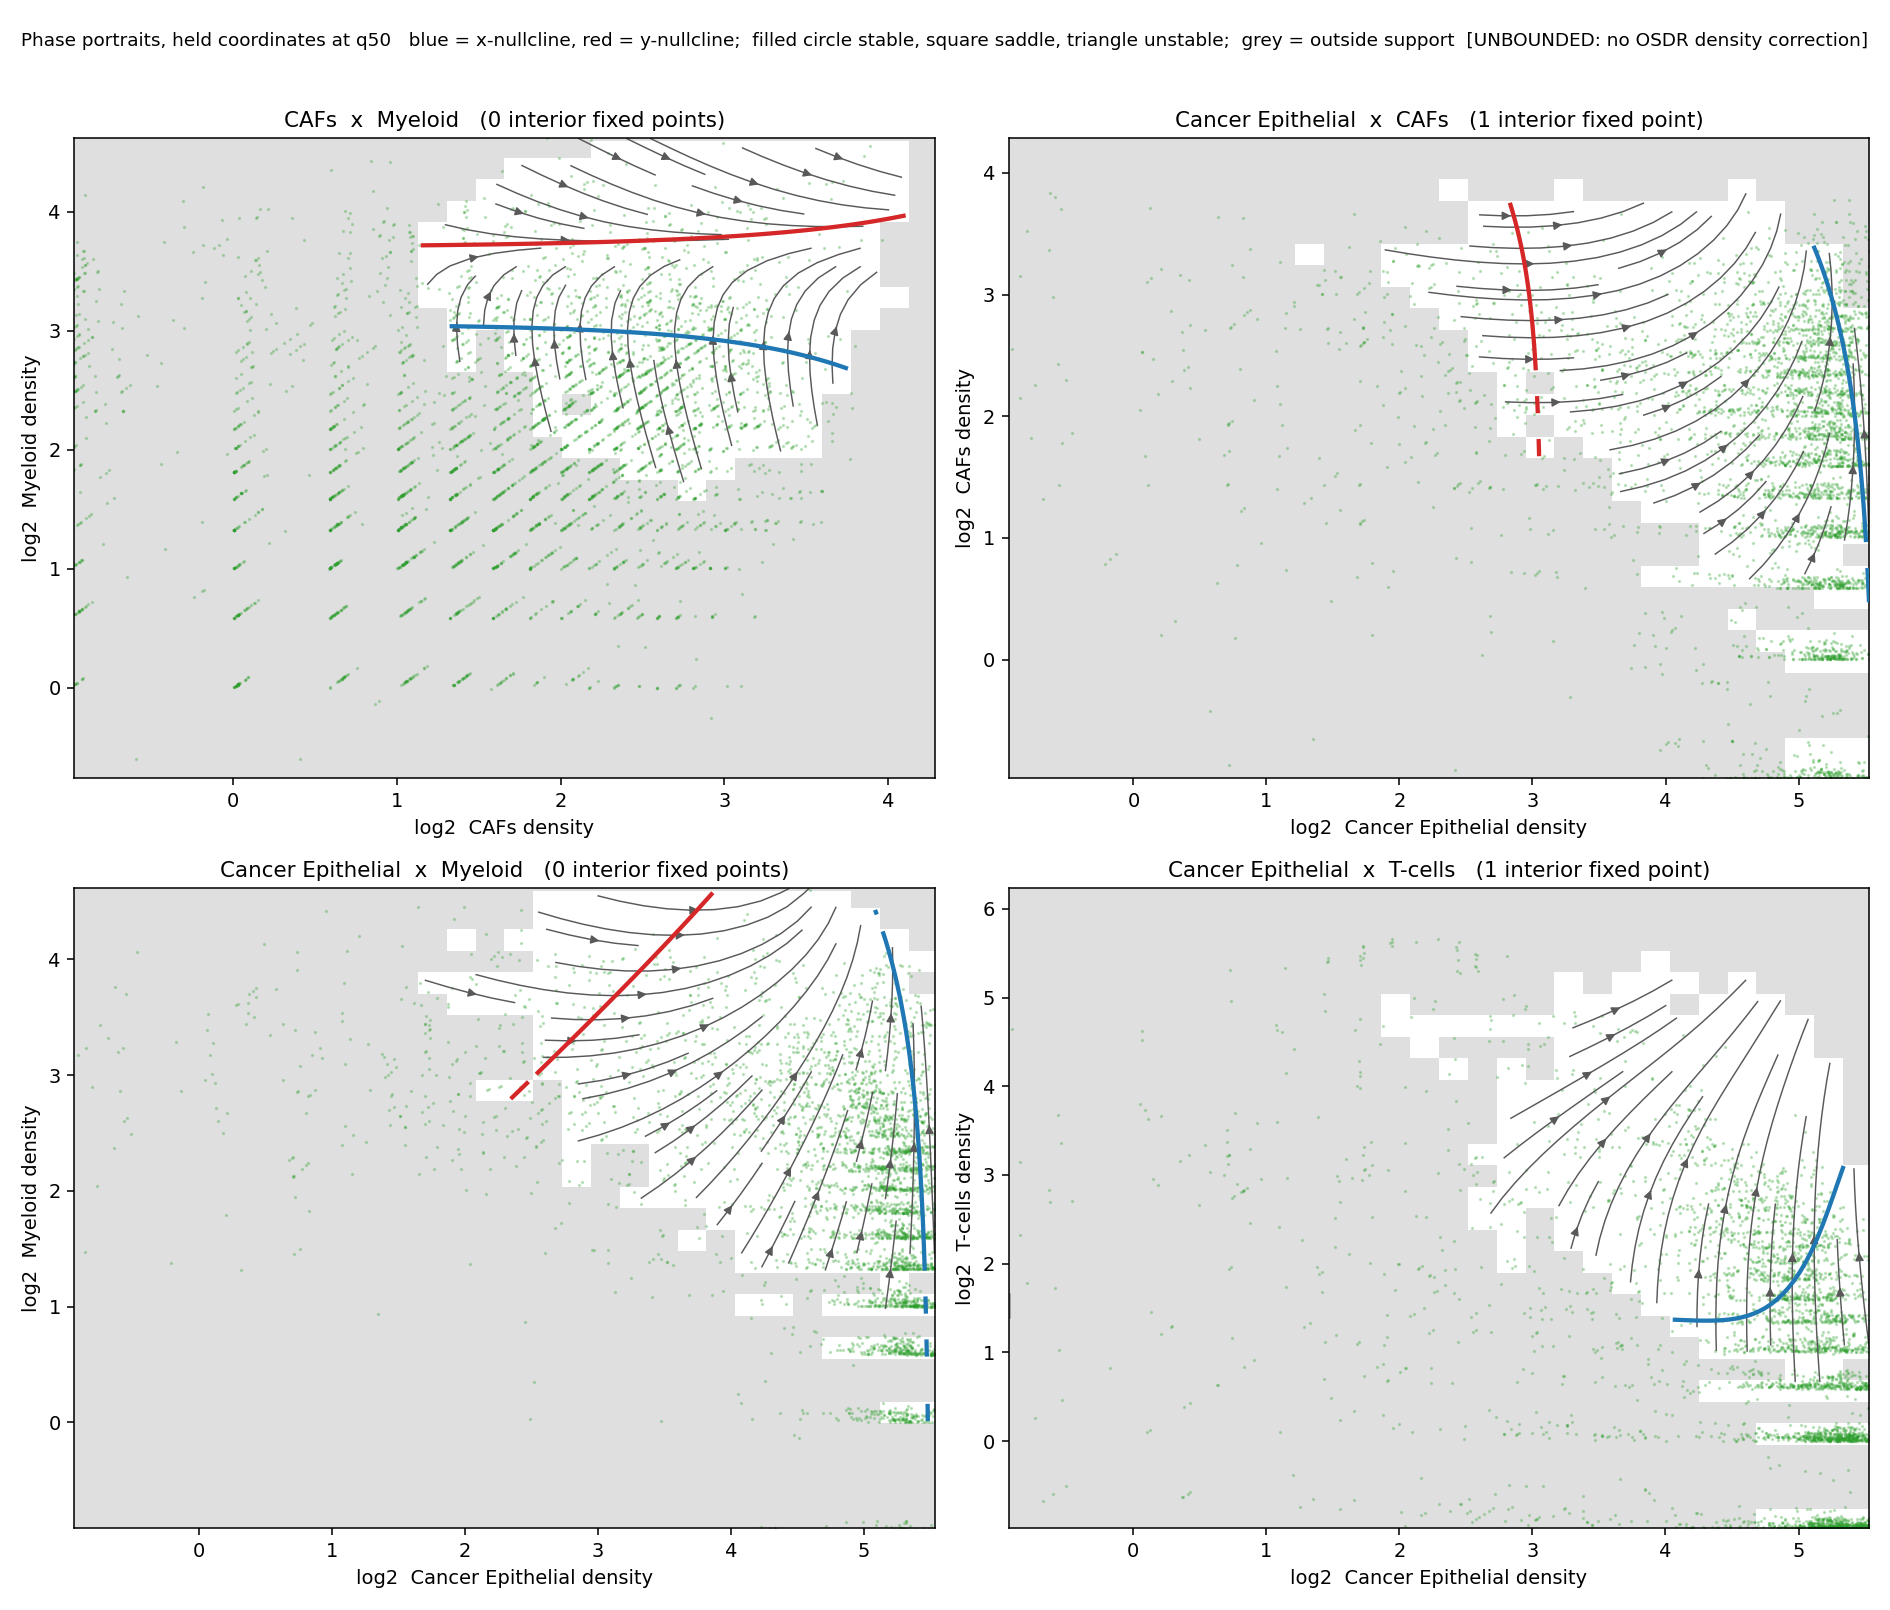 Phase portraits, held coordinates at q50   blue = x-nullcline, red = y-nullcline;  filled circle stable, square saddle, triangle unstable;  grey = outside support  [UNBOUNDED: no OSDR density correction]
CAFs  x  Myeloid   (0 interior fixed points)
log2  Myeloid density
4
3
2
1
0
0 1 2 3 4
log2  CAFs density
Cancer Epithelial  x  CAFs   (1 interior fixed point)
log2  CAFs density
4
3
2
1
0
0 1 2 3 4 5
log2  Cancer Epithelial density
Cancer Epithelial  x  Myeloid   (0 interior fixed points)
log2  Myeloid density
4
3
2
1
0
0 1 2 3 4 5
log2  Cancer Epithelial density
Cancer Epithelial  x  T-cells   (1 interior fixed point)
log2  T-cells density
6
5
4
3
2
1
0
0 1 2 3 4 5
log2  Cancer Epithelial density